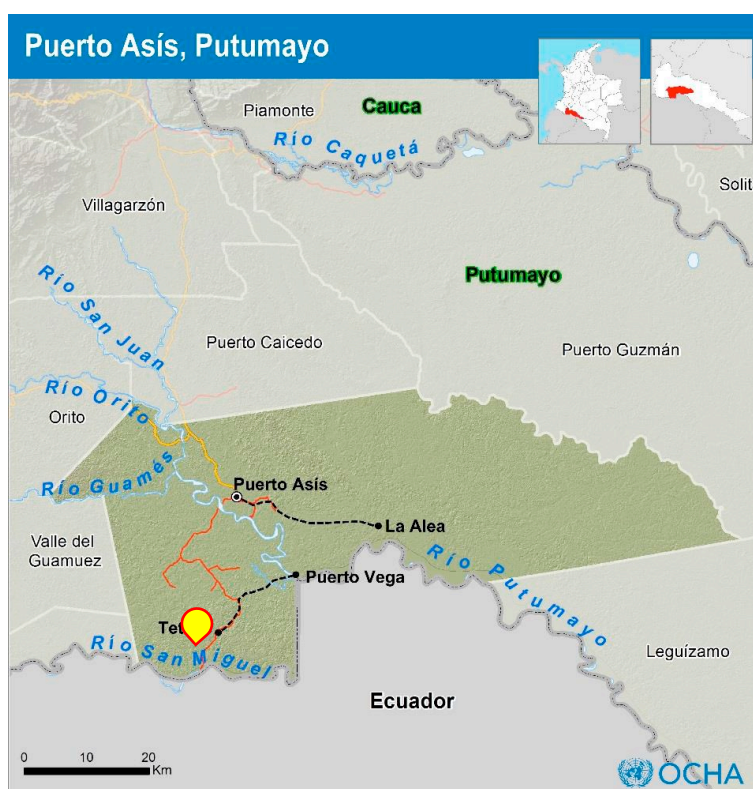 Puerto Asís, Putumayo
Piamonte
Cauca
Río Caquetá
Solit
Villagarzón
Putumayo
Río San Juan
Puerto Caicedo
Puerto Guzmán
Río Orito
Orito
Río Guamés
Puerto Asís
La Alea
Valle del
Guamuez
Río Putumayo
Puerto Vega
Tet
Río San Miguel
Leguízamo
Ecuador
0 10 20
Km
OCHA